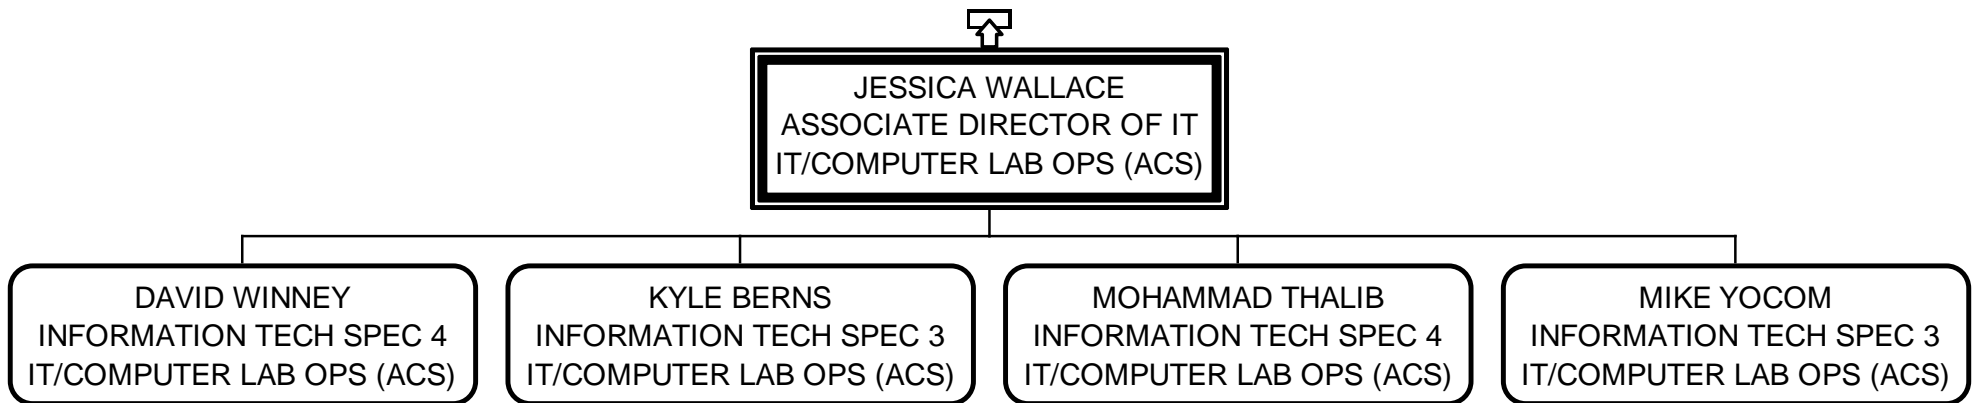 JESSICA WALLACE
ASSOCIATE DIRECTOR OF IT
IT/COMPUTER LAB OPS (ACS)
DAVID WINNEY
INFORMATION TECH SPEC 4
IT/COMPUTER LAB OPS (ACS)
KYLE BERNS
INFORMATION TECH SPEC 3
IT/COMPUTER LAB OPS (ACS)
MOHAMMAD THALIB
INFORMATION TECH SPEC 4
IT/COMPUTER LAB OPS (ACS)
MIKE YOCOM
INFORMATION TECH SPEC 3
IT/COMPUTER LAB OPS (ACS)